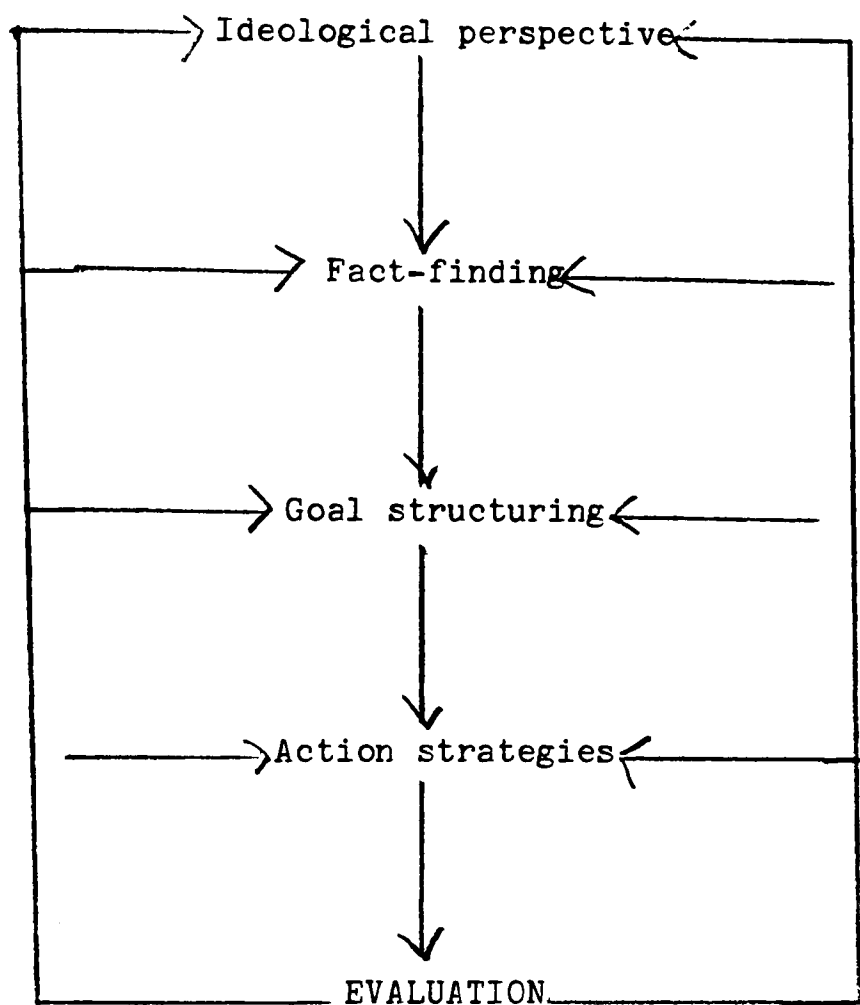 Ideological perspective
Fact-finding
Goal structuring
Action strategies
EVALUATION